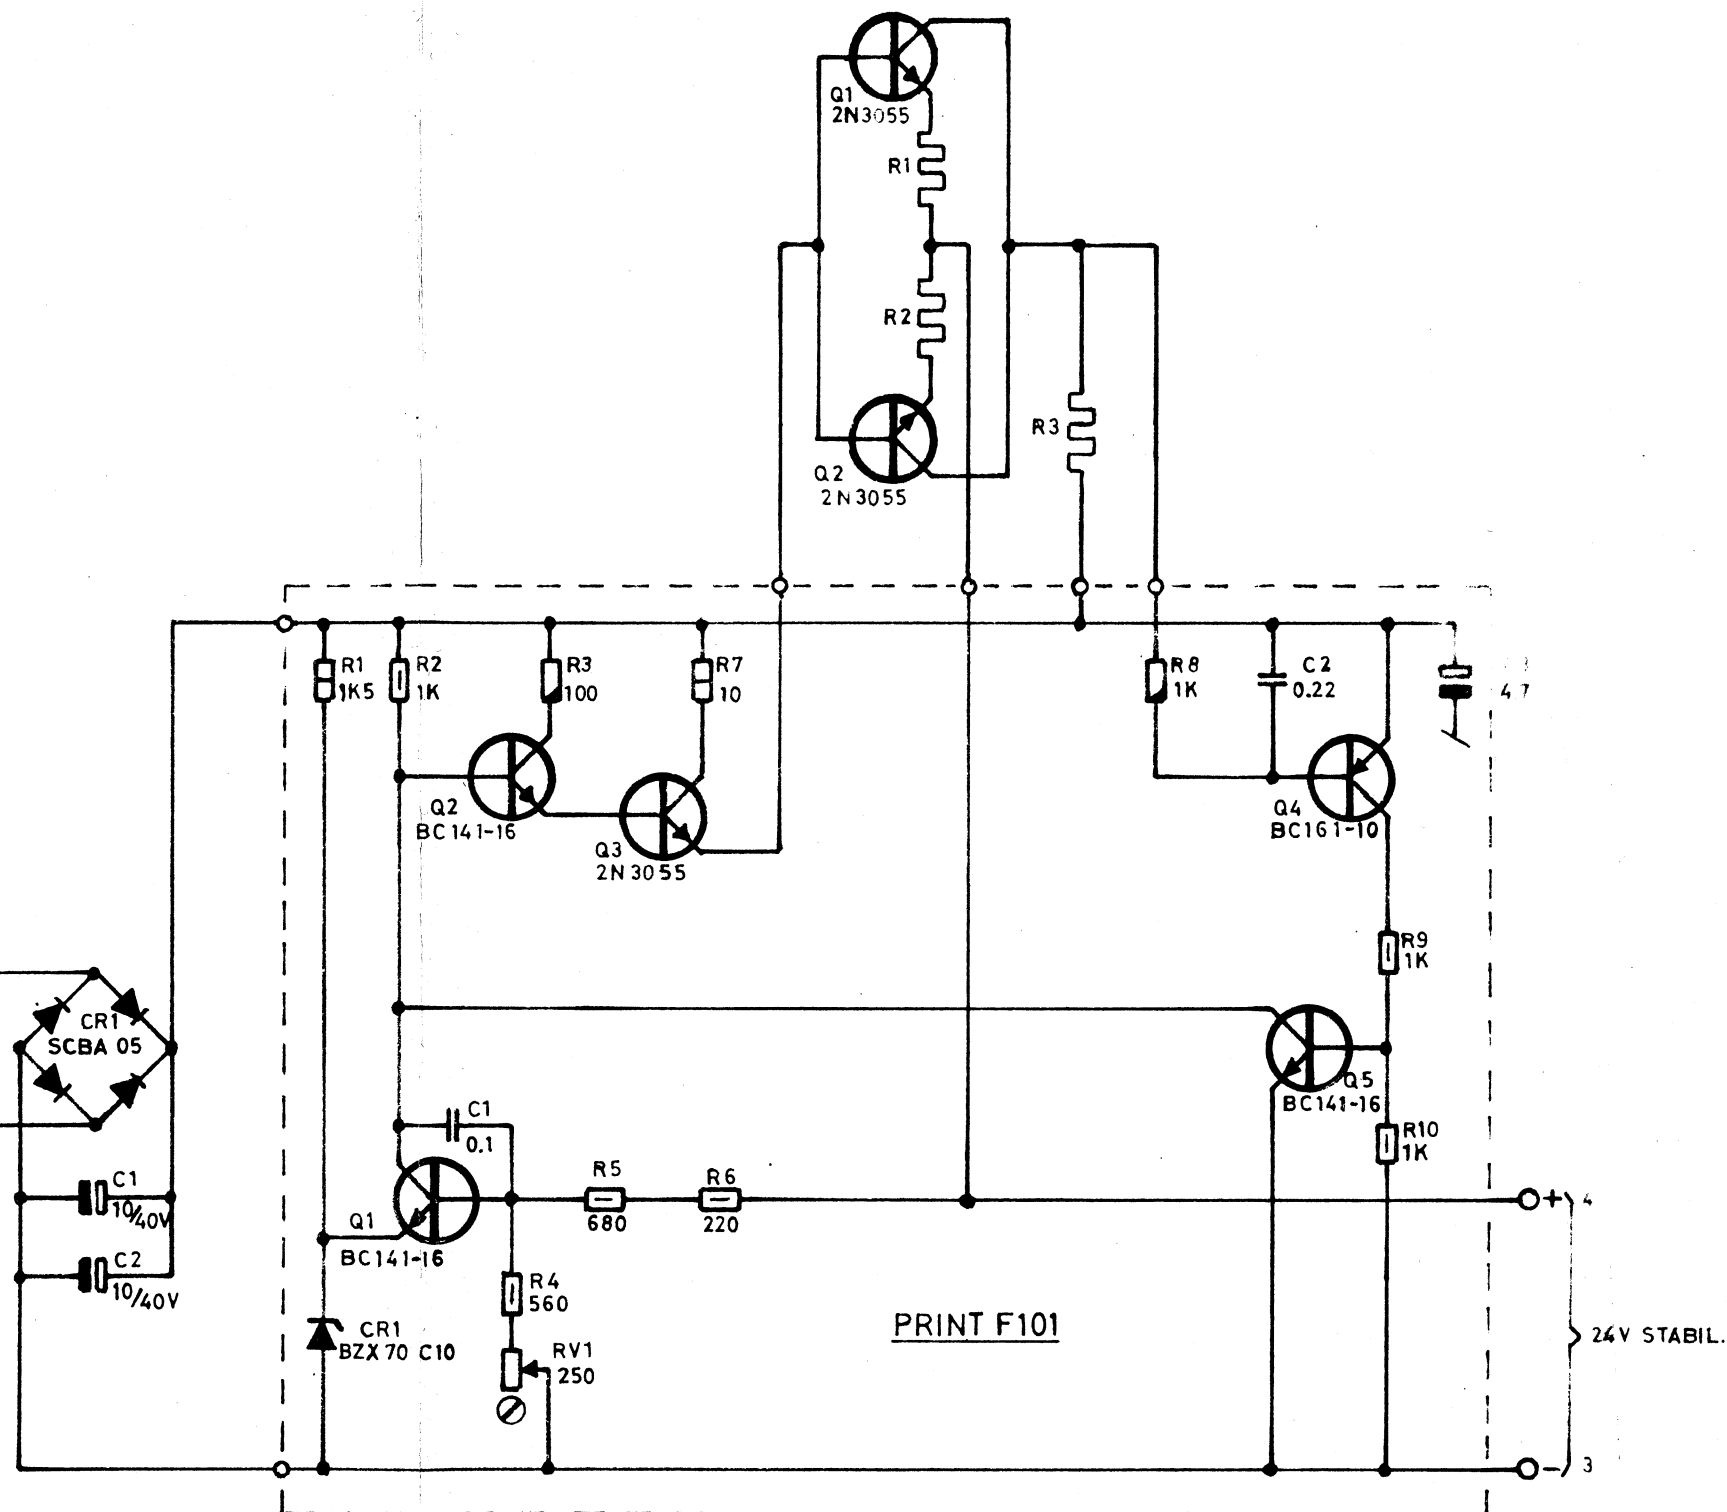 Q1
2N3055
R1
R2
Q2
2N3055
R3
R1
1K5
R2
1K
R3
100
R7
10
R8
1K
C2
0.22
47
Q2
BC141-16
Q3
2N3055
Q4
BC161-10
R9
1K
CR1
SCBA 05
Q5
BC141-16
C1
0.1
R10
1K
C1
10/40V
R5
680
R6
220
+
4
Q1
BC141-16
C2
10/40V
R4
560
PRINT F101
CR1
BZX70 C10
RV1
250
24V STABIL.
-
3